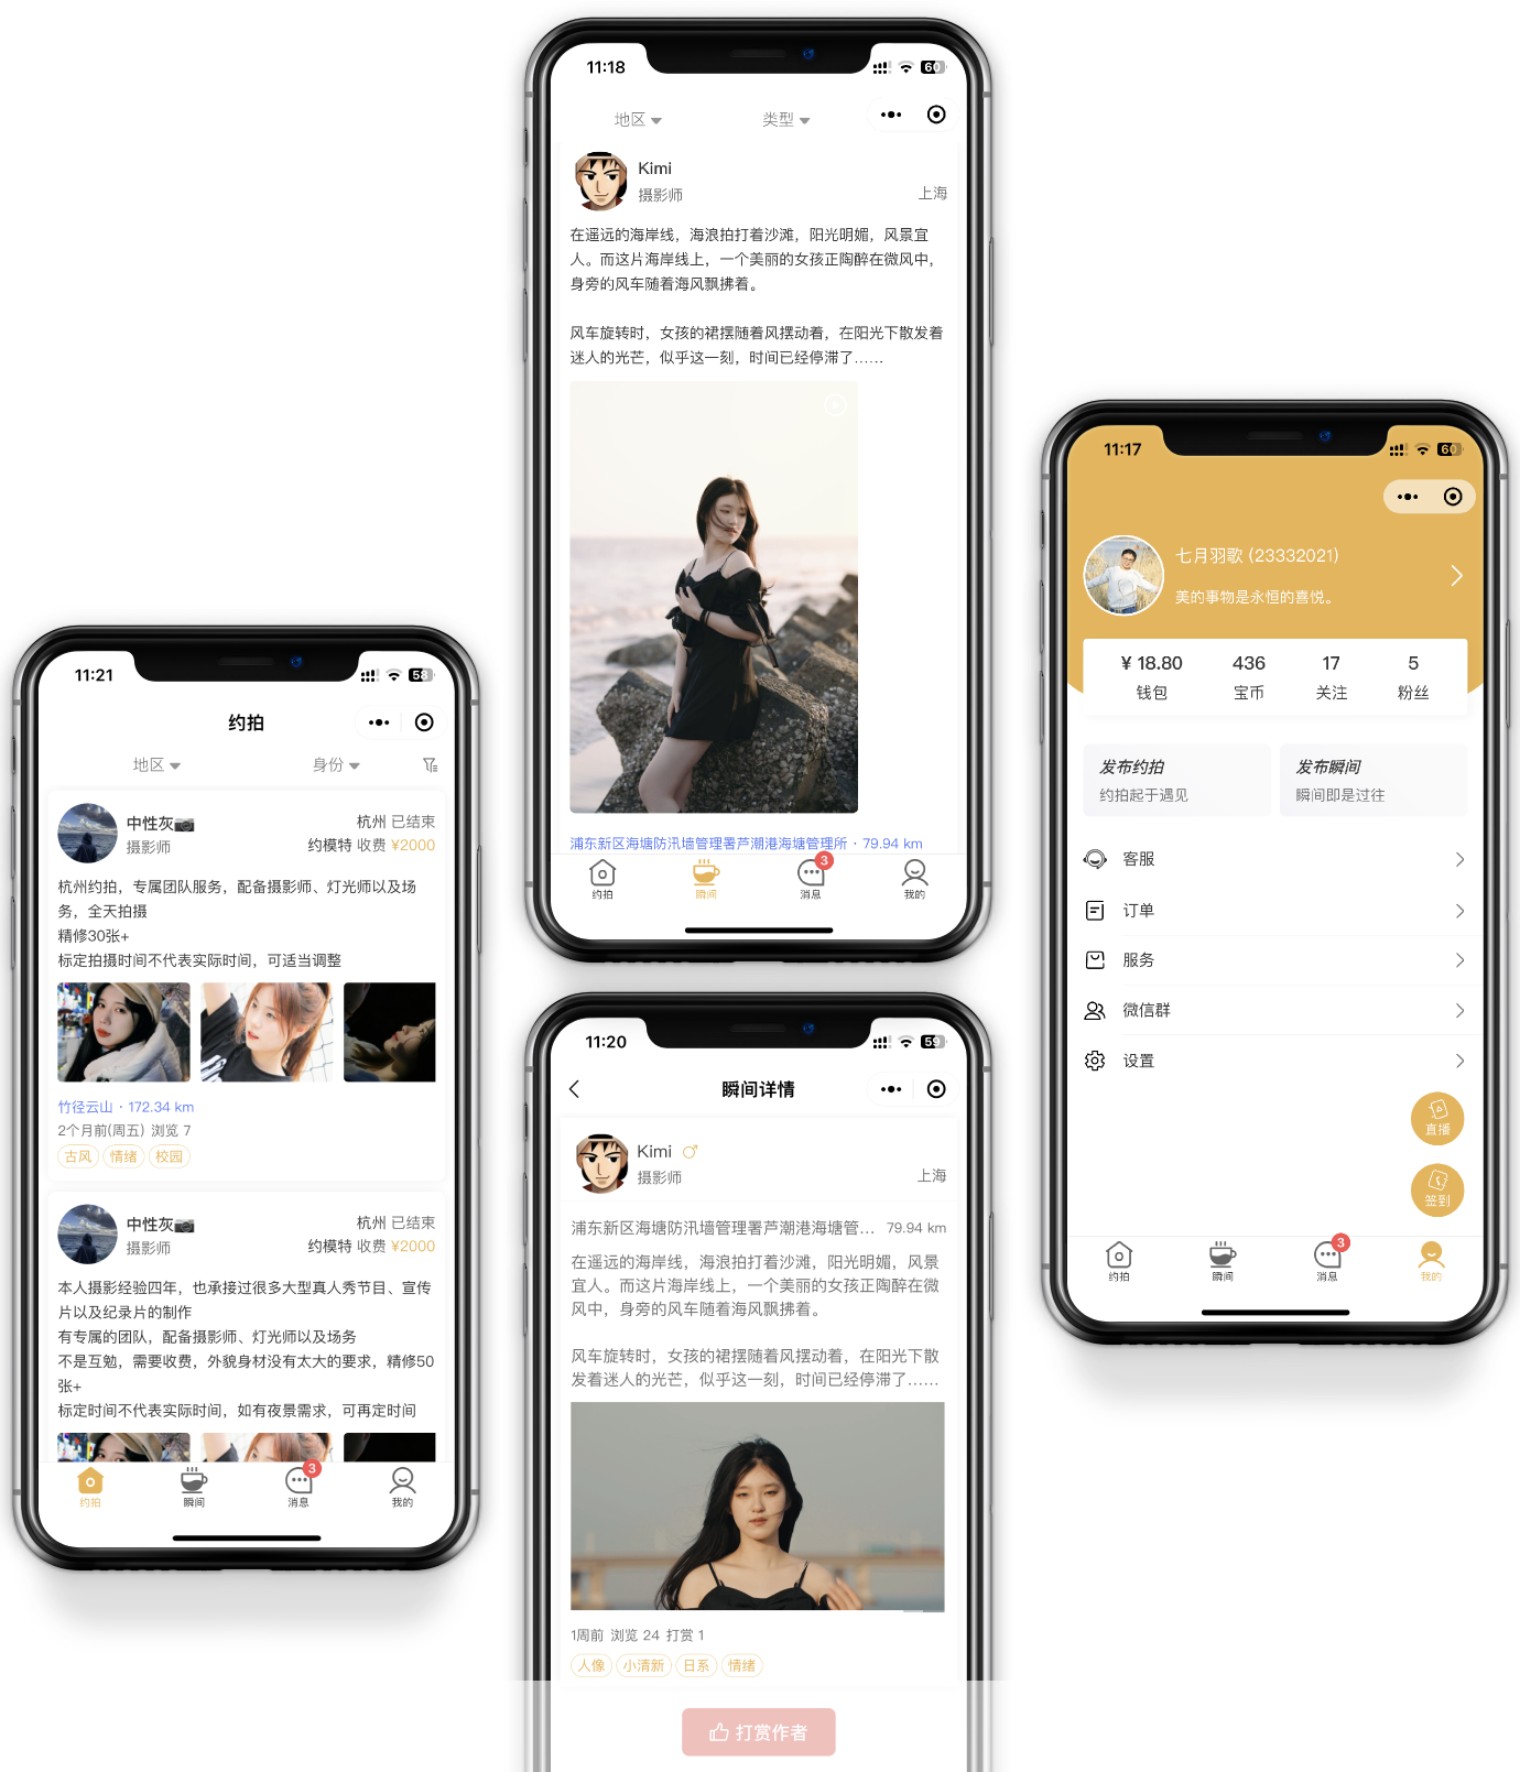 11:18
60
地区
类型
Kimi
摄影师
上海
在遥远的海岸线，海浪拍打着沙滩，阳光明媚，风景宜
人。而这片海岸线上，一个美丽的女孩正陶醉在微风中，
身旁的风车随着海风飘拂着。
风车旋转时，女孩的裙摆随着风摆动着，在阳光下散发着
迷人的光芒，似乎这一刻，时间已经停滞了……
浦东新区海塘防汛墙管理署芦潮港海塘管理所 · 79.94 km
约拍
瞬间
3
消息
我的
11:17
60
七月羽歌 (23332021)
美的事物是永恒的喜悦。
¥ 18.80
436
17
5
钱包
宝币
关注
粉丝
发布约拍
约拍起于遇见
发布瞬间
瞬间即是过往
客服
订单
服务
微信群
设置
直播
签到
约拍
瞬间
3
消息
我的
11:21
58
约拍
地区
身份
中性灰
杭州 已结束
摄影师
约模特 收费 ¥2000
杭州约拍，专属团队服务，配备摄影师、灯光师以及场
务，全天拍摄
精修30张+
标定拍摄时间不代表实际时间，可适当调整
竹径云山 · 172.34 km
2个月前(周五) 浏览 7
古风 情绪 校园
中性灰
杭州 已结束
摄影师
约模特 收费 ¥2000
本人摄影经验四年，也承接过很多大型真人秀节目、宣传
片以及纪录片的制作
有专属的团队，配备摄影师、灯光师以及场务
不是互勉，需要收费，外貌身材没有太大的要求，精修50
张+
标定时间不代表实际时间，如有夜景需求，可再定时间
约拍
瞬间
3
消息
我的
11:20
59
瞬间详情
Kimi
摄影师
上海
浦东新区海塘防汛墙管理署芦潮港海塘管... 79.94 km
在遥远的海岸线，海浪拍打着沙滩，阳光明媚，风景
宜人。而这片海岸线上，一个美丽的女孩正陶醉在微
风中，身旁的风车随着海风飘拂着。
风车旋转时，女孩的裙摆随着风摆动着，在阳光下散
发着迷人的光芒，似乎这一刻，时间已经停滞了……
1周前 浏览 24 打赏 1
人像 小清新 日系 情绪
打赏作者